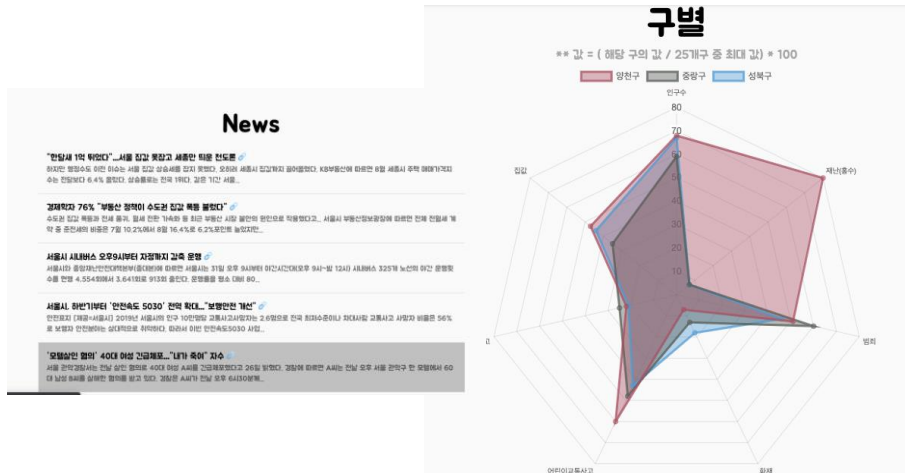 News
"한달새 1억 뛰었다"...서울 집값 못잡고 세종만 띄운 천도론
하지만 행정수도 이전 이슈는 서울 집값 상승세를 잡지 못했다. 오히려 세종시 집값까지 끌어올렸다. KB부동산에 따르면 8월 세종시 주택 매매가격지
수는 전달보다 6.4% 올랐다. 상승률로는 전국 1위다. 같은 기간 서울...
경제학자 76% "부동산 정책이 수도권 집값 폭등 불렀다"
수도권 집값 폭등과 전세 품귀, 월세 전환 가속화 등 최근 부동산 시장 불안의 원인으로 작용했다고... 서울시 부동산정보광장에 따르면 전체 전월세 계
약 중 준전세의 비중은 7월 10.2%에서 8월 16.4%로 6.2%포인트 높았지만...
서울시 시내버스 오후9시부터 자정까지 감축 운행
서울시와 중앙재난안전대책본부(중대본)에 따르면 서울시는 31일 오후 9시부터 야간시간대(오후 9시~밤 12시) 시내버스 325개 노선의 야간 운행횟
수를 현행 4,554회에서 3,641회로 913회 줄인다. 운행률을 평소 대비 80...
서울시, 하반기부터 '안전속도 5030' 전역 확대..."보행안전 개선"
안전표지 [제공=서울시] 2019년 서울시의 인구 10만명당 교통사고사망자는 2.6명으로 전국 최저수준이나 차대사람 교통사고 사망자 비율은 56%
로 보행자 안전분야는 상대적으로 취약하다. 따라서 이번 안전속도5030 사업...
'모텔살인 혐의' 40대 여성 긴급체포..."내가 죽여" 자수
서울 관악경찰서는 전날 살인 혐의로 40대 여성 A씨를 긴급체포했다고 26일 밝혔다. 경찰에 따르면 A씨는 전날 오후 서울 관악구 한 모텔에서 60
대 남성 B씨를 살해한 혐의를 받고 있다. 경찰은 A씨가 전날 오후 6시30분께...
구별
** 값 = ( 해당 구의 값 / 25개구 중 최대 값) * 100
양천구 중랑구 성북구
인구수
80
70
60
50
40
30
20
10
집값
재난(홍수)
범죄
어린이교통사고
화재